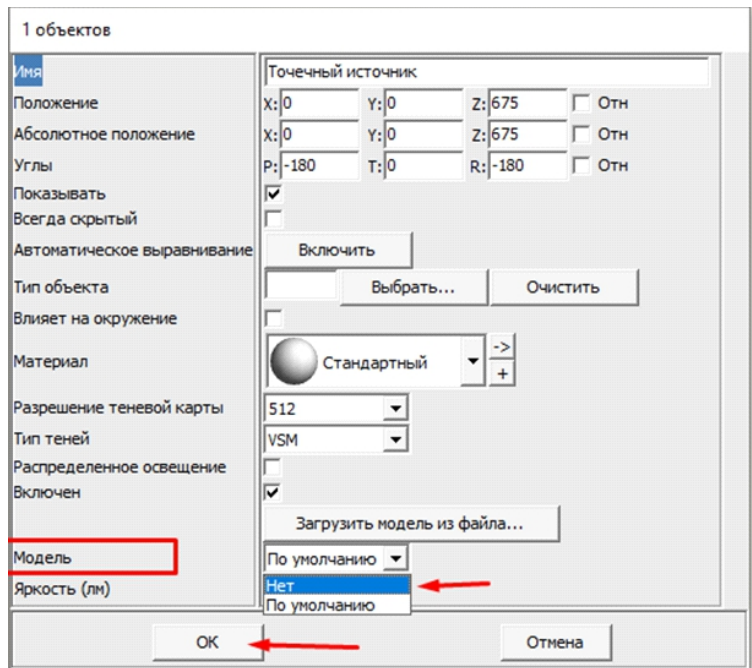 1 объектов
Имя Точечный источник
Положение X: 0 Y: 0 Z: 675 Отн
Абсолютное положение X: 0 Y: 0 Z: 675 Отн
Углы P: -180 T: 0 R: -180 Отн
Показывать
Всегда скрытый
Автоматическое выравнивание Включить
Тип объекта Выбрать... Очистить
Влияет на окружение
Материал Стандартный -> +
Разрешение теневой карты 512
Тип теней VSM
Распределенное освещение
Включен
Загрузить модель из файла...
Модель По умолчанию
Яркость (лм) Нет
По умолчанию
OK Отмена